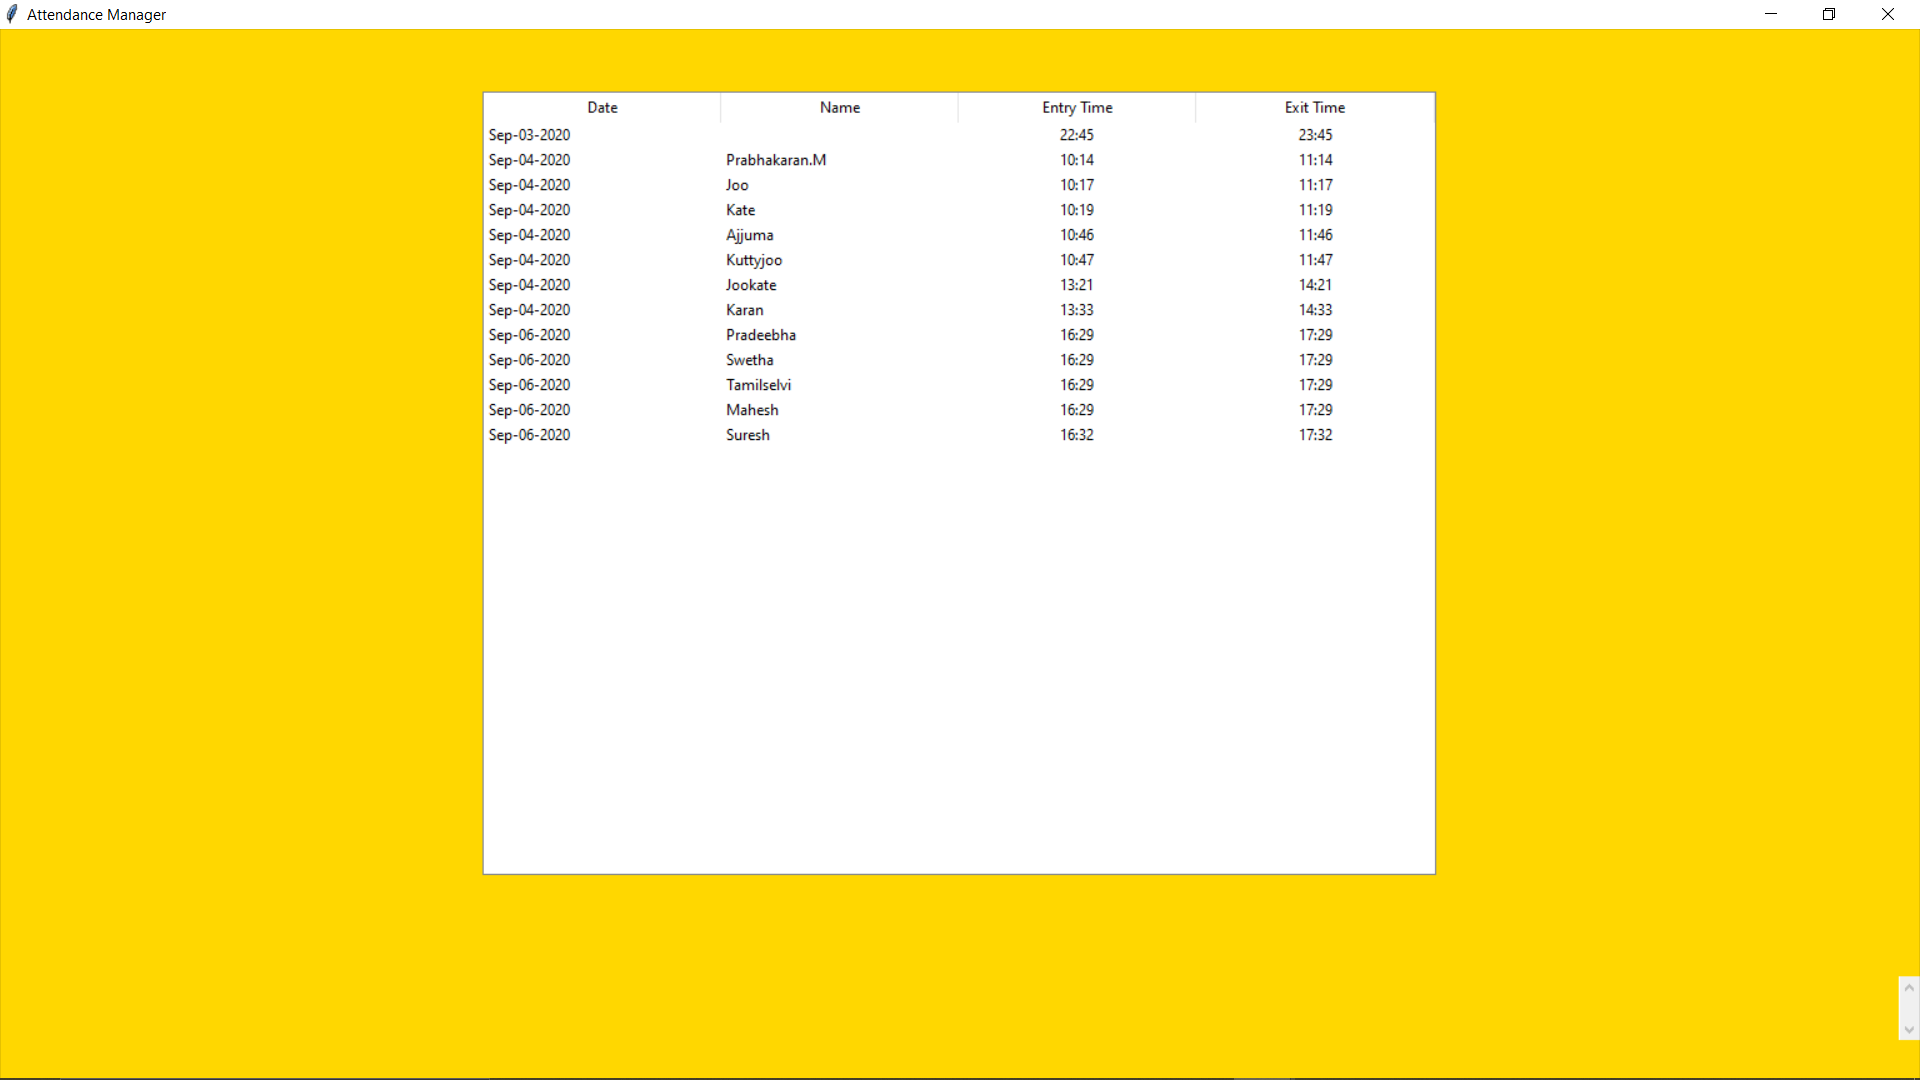 Attendance Manager
Date Name Entry Time Exit Time
Sep-03-2020 22:45 23:45
Sep-04-2020 Prabhakaran.M 10:14 11:14
Sep-04-2020 Joo 10:17 11:17
Sep-04-2020 Kate 10:19 11:19
Sep-04-2020 Ajjuma 10:46 11:46
Sep-04-2020 Kuttyjoo 10:47 11:47
Sep-04-2020 Jookate 13:21 14:21
Sep-04-2020 Karan 13:33 14:33
Sep-06-2020 Pradeebha 16:29 17:29
Sep-06-2020 Swetha 16:29 17:29
Sep-06-2020 Tamilselvi 16:29 17:29
Sep-06-2020 Mahesh 16:29 17:29
Sep-06-2020 Suresh 16:32 17:32